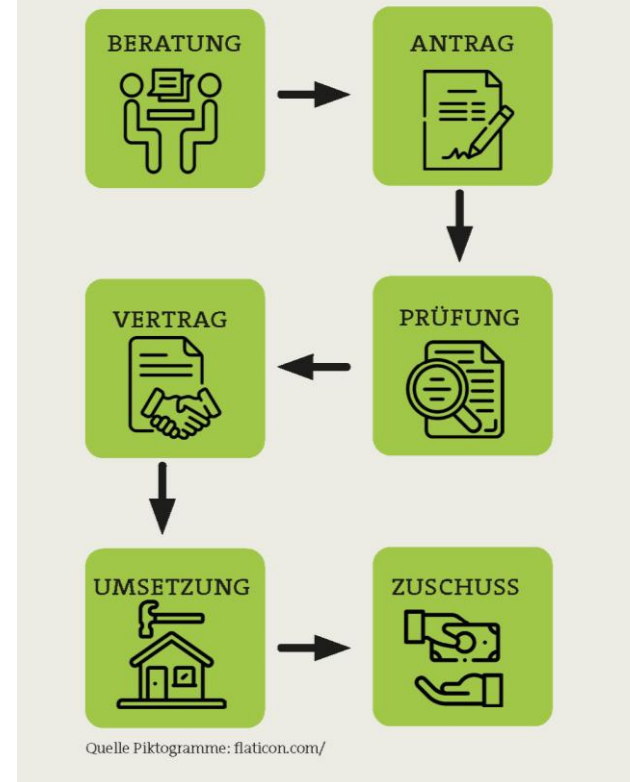 BERATUNG
ANTRAG
PRÜFUNG
VERTRAG
UMSETZUNG
ZUSCHUSS
Quelle Piktogramme: flaticon.com/